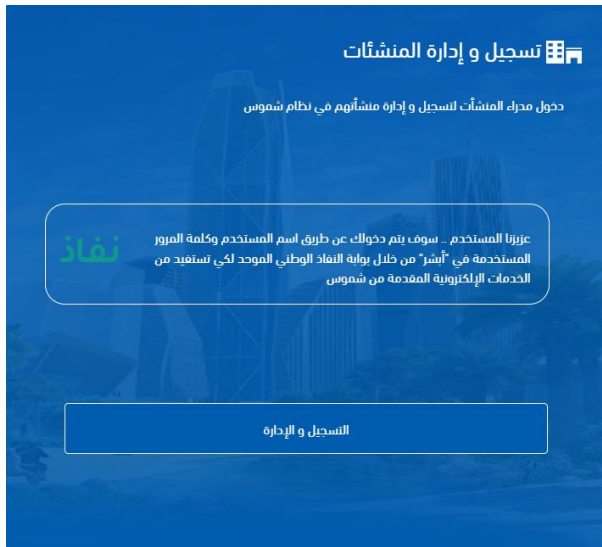 تسجيل و إدارة المنشئات
دخول مدراء المنشآت لتسجيل و إدارة منشأتهم في نظام شموس
عزيزنا المستخدم .. سوف يتم دخولك عن طريق اسم المستخدم وكلمة المرور
المستخدمة في "أبشر" من خلال بوابة النفاذ الوطني الموحد لكي تستفيد من
الخدمات الإلكترونية المقدمة من شموس
نفاذ
التسجيل و الإدارة